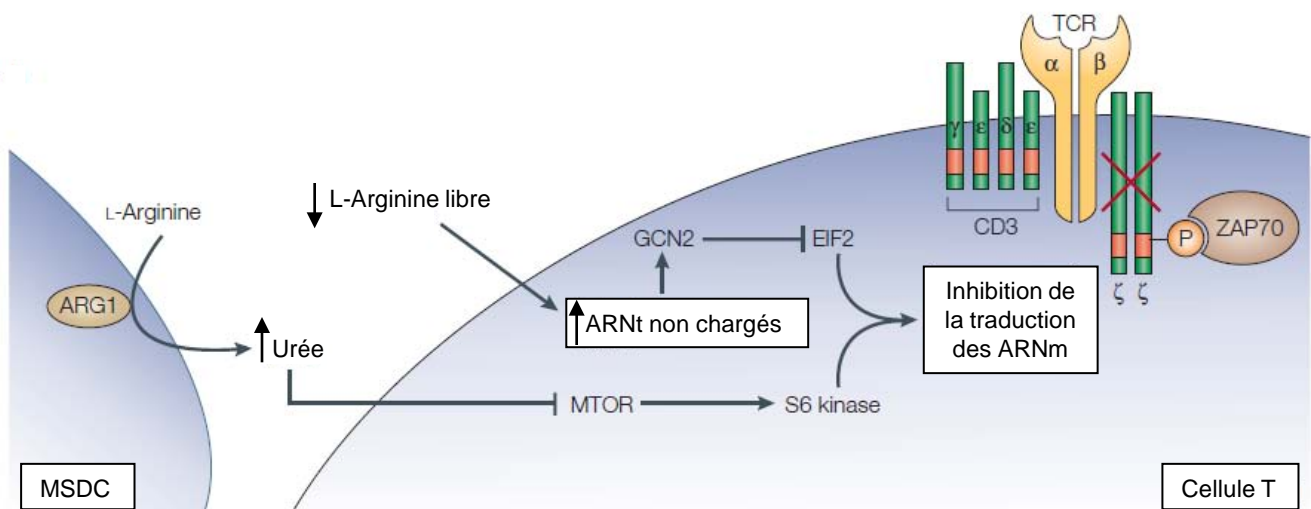 TCR
α
β
γ
ε
δ
ε
L-Arginine
↓ L-Arginine libre
CD3
ZAP70
P
GCN2
EIF2
ARG1
↑ ARNt non chargés
Inhibition de
la traduction
des ARNm
ζ
ζ
↑ Urée
MTOR
S6 kinase
MSDC
Cellule T